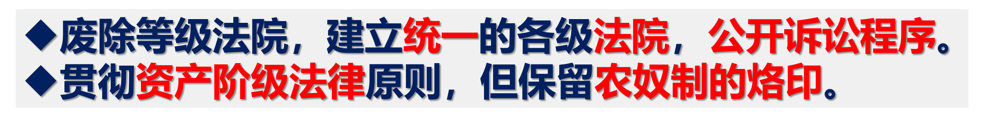 ◆废除等级法院，建立统一的各级法院，公开诉讼程序。
◆贯彻资产阶级法律原则，但保留农奴制的烙印。